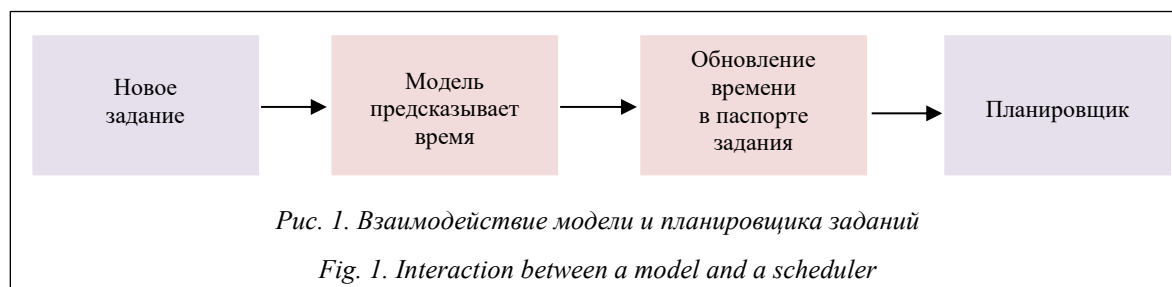 Новое
задание
Модель
предсказывает
время
Обновление
времени
в паспорте
задания
Планировщик
Рис. 1. Взаимодействие модели и планировщика заданий
Fig. 1. Interaction between a model and a scheduler